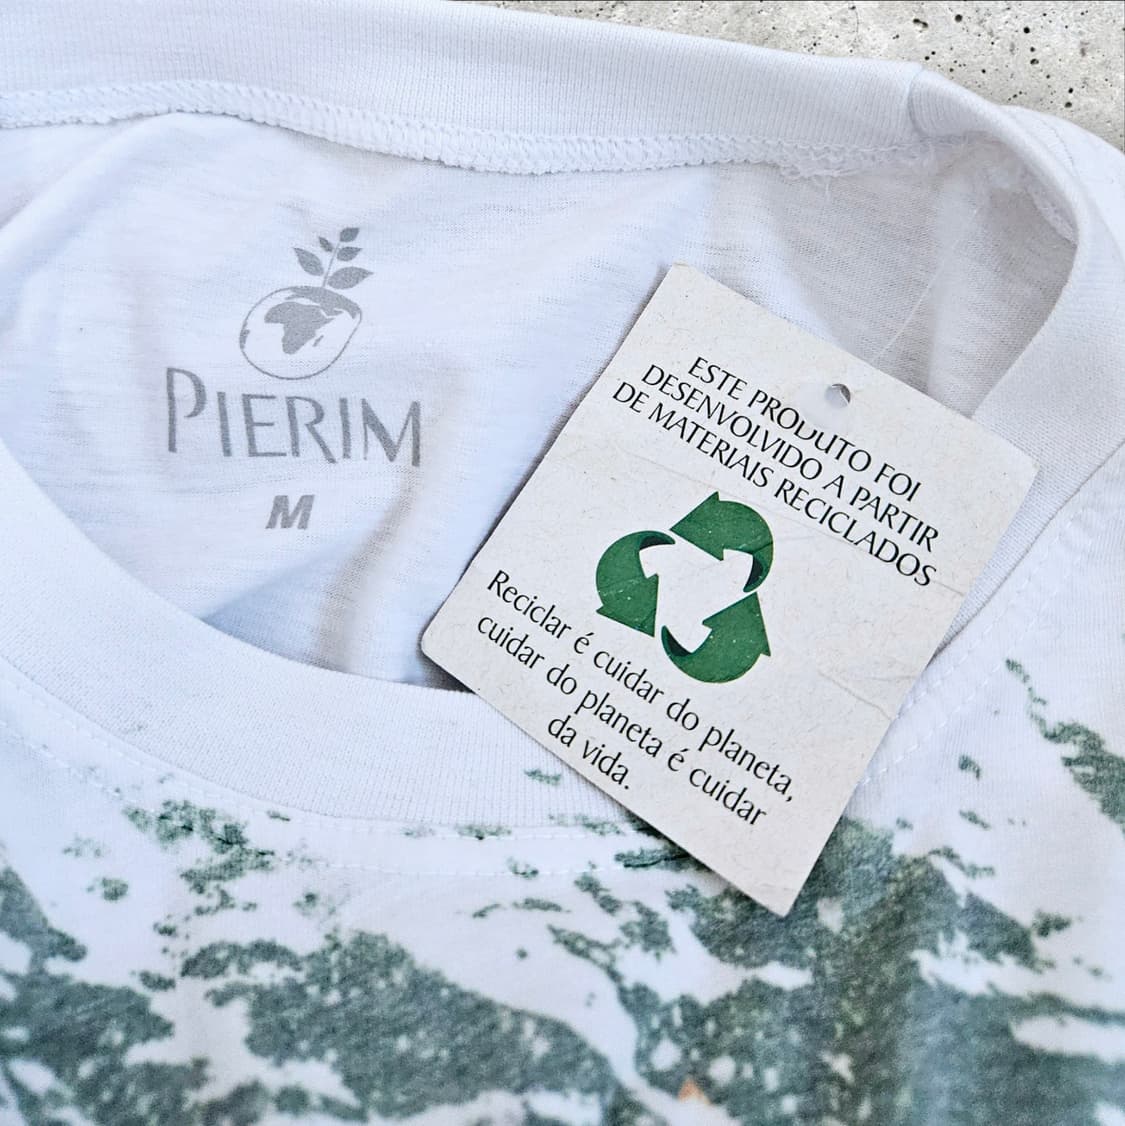 PIERIM
M
ESTE PRODUTO FOI
DESENVOLVIDO A PARTIR
DE MATERIAIS RECICLADOS
Reciclar é cuidar do planeta,
cuidar do planeta é cuidar
da vida.